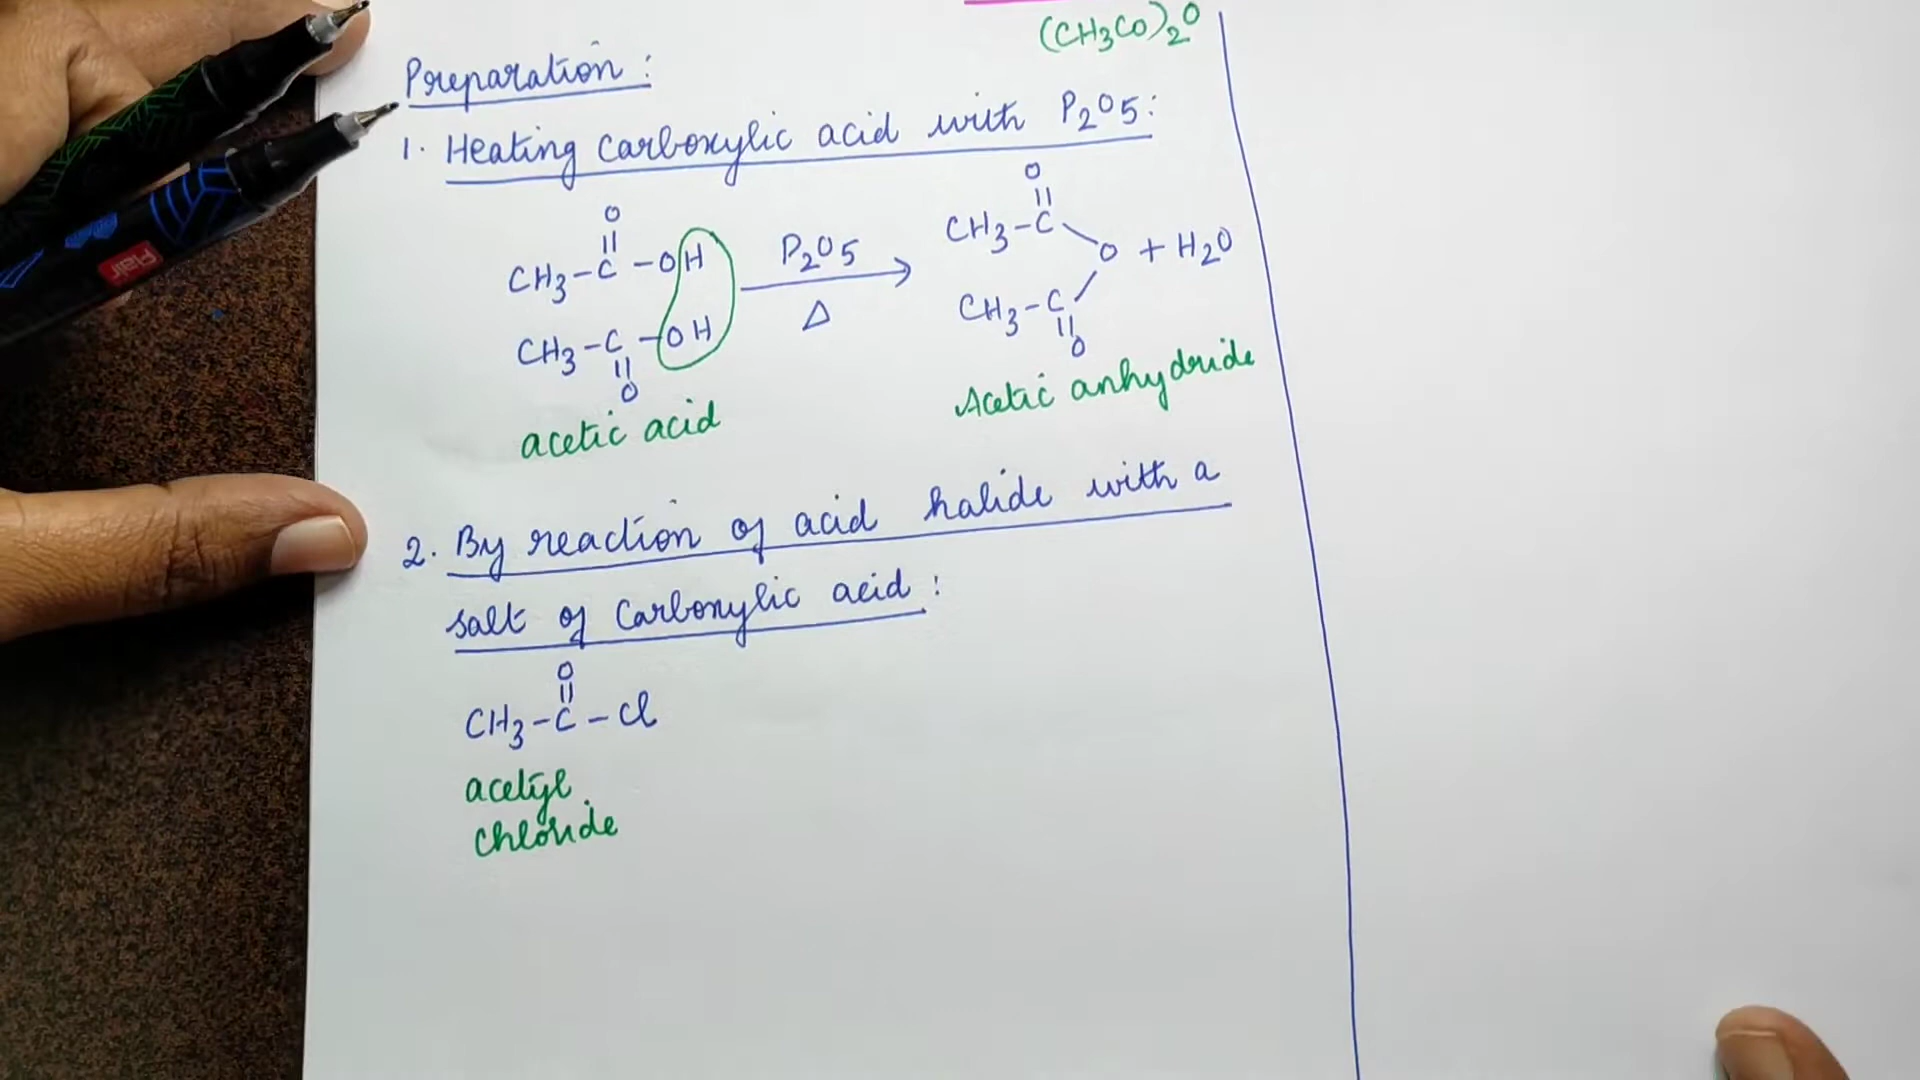 (CH3CO)2O
Preparation:
1. Heating carboxylic acid with P2O5:
O
||
CH3-C-OH
CH3-C-OH
||
O
P2O5
Δ
O
||
CH3-C
O + H2O
CH3-C
||
O
acetic acid
Acetic anhydride
2. By reaction of acid halide with a
salt of carboxylic acid:
O
||
CH3-C-Cl
acetyl
chloride
Flair